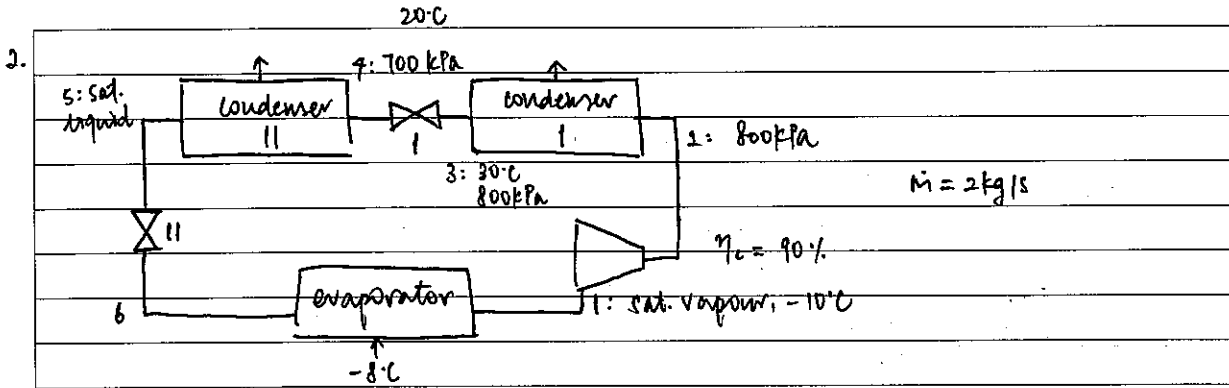 20°C
2.
4: 700 kPa
5: sat. liquid
condenser II
condenser I
I
2: 800kPa
3: 30°C
800kPa
ṁ = 2kg/s
II
ηc = 90%
6
evaporator
1: sat. vapour, -10°C
-8°C